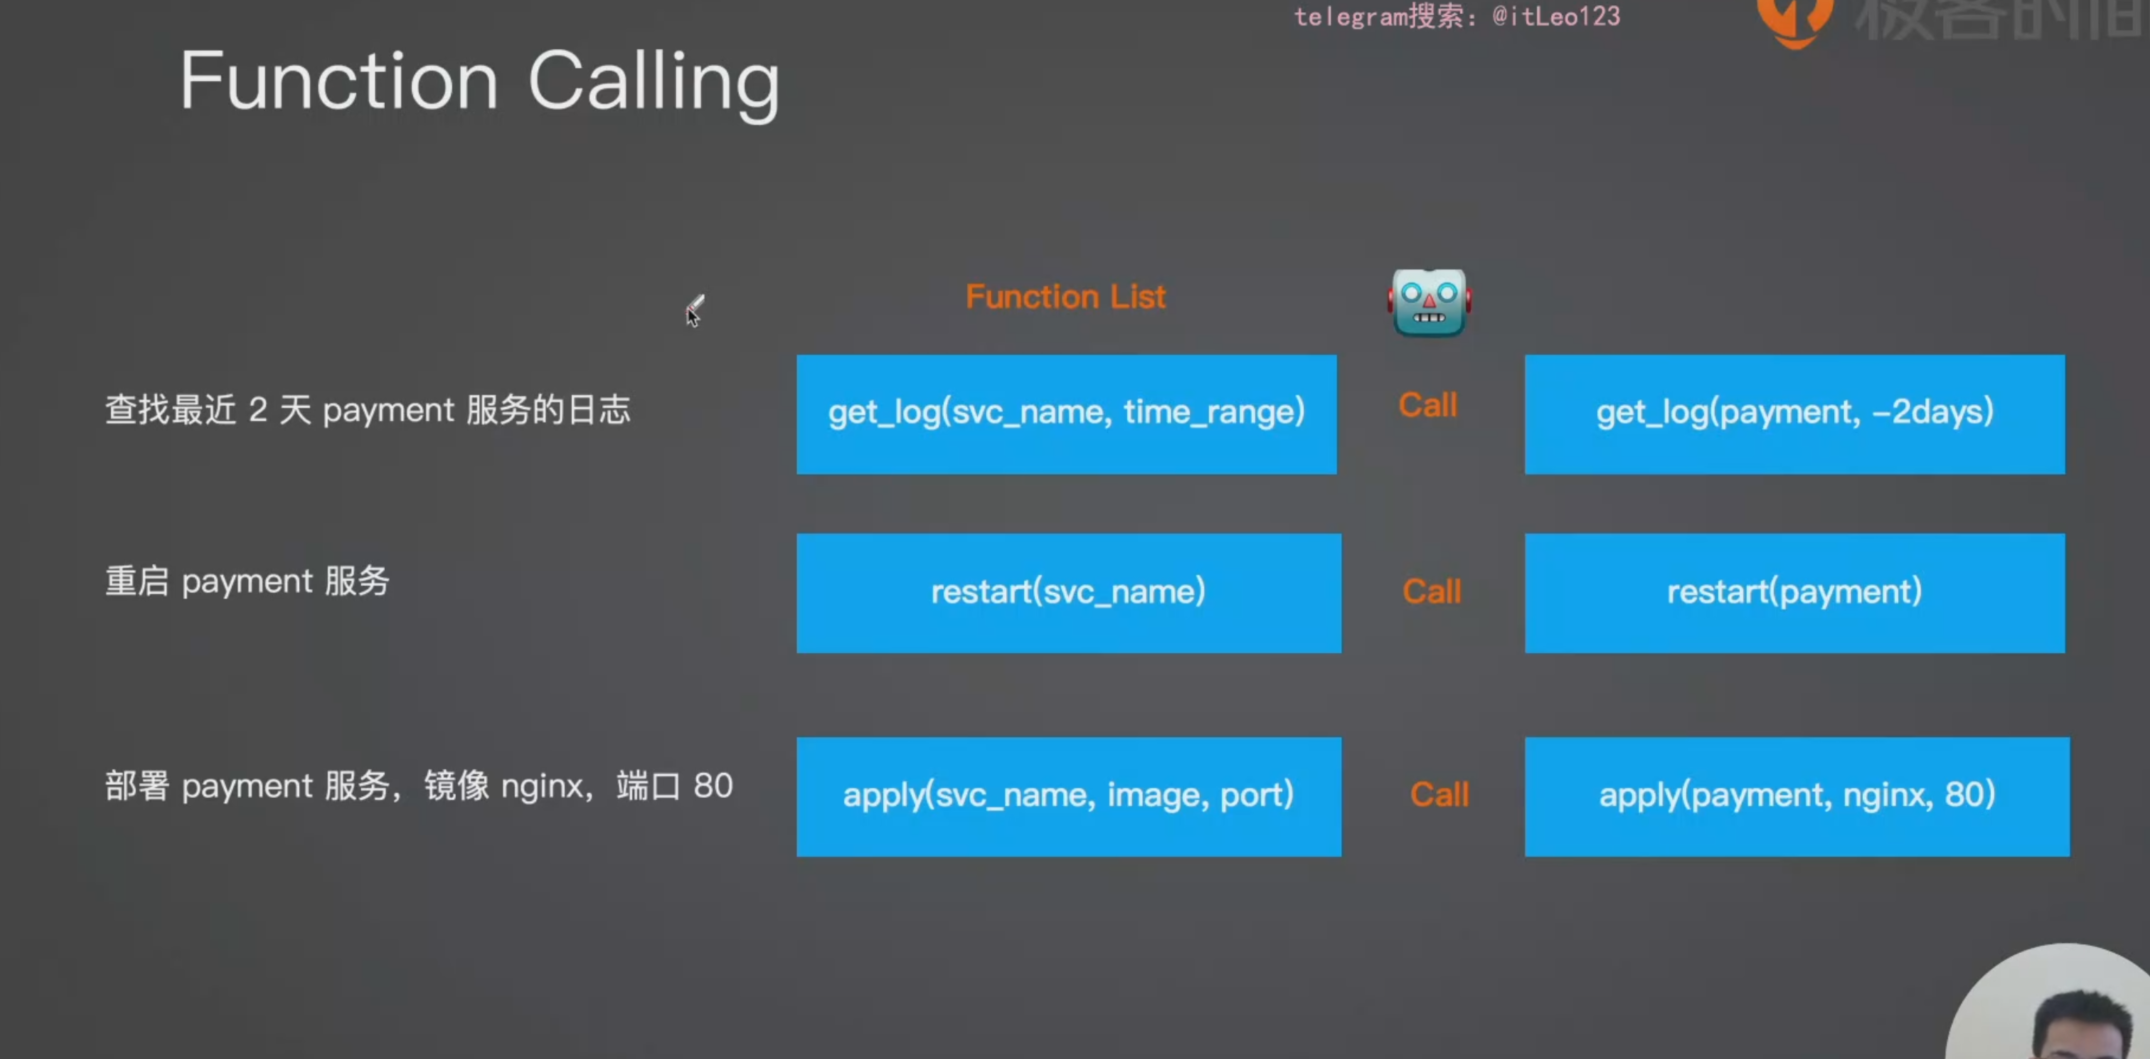 telegram搜索：@itLeo123
极客时间
Function Calling
Function List
查找最近 2 天 payment 服务的日志
get_log(svc_name, time_range)
Call
get_log(payment, -2days)
重启 payment 服务
restart(svc_name)
Call
restart(payment)
部署 payment 服务，镜像 nginx，端口 80
apply(svc_name, image, port)
Call
apply(payment, nginx, 80)